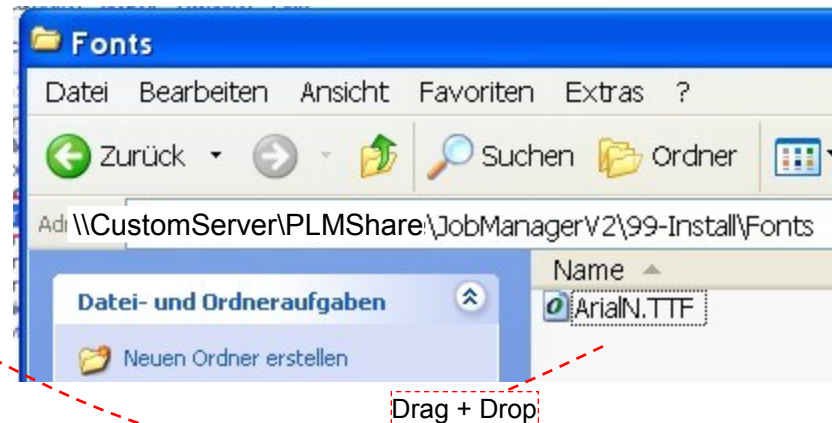 Fonts
Datei Bearbeiten Ansicht Favoriten Extras ?
Zurück Suchen Ordner
\\CustomServer\PLMShare\JobManagerV2\99-Install\Fonts
Name
Datei- und Ordneraufgaben
ArialN.TTF
Neuen Ordner erstellen
Drag + Drop